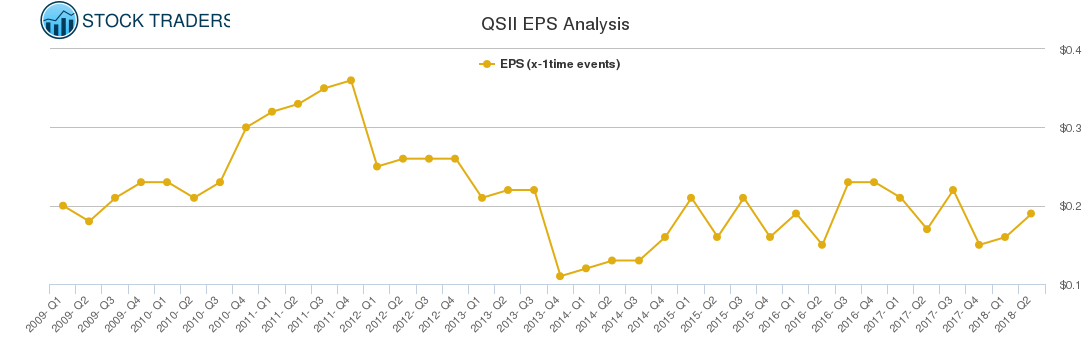 STOCK TRADERS
QSII EPS Analysis
EPS (x-1time events)
$0.4
$0.3
$0.2
$0.1
2009-Q1
2009-Q2
2009-Q3
2009-Q4
2010-Q1
2010-Q2
2010-Q3
2010-Q4
2011-Q1
2011-Q2
2011-Q3
2011-Q4
2012-Q1
2012-Q2
2012-Q3
2012-Q4
2013-Q1
2013-Q2
2013-Q3
2013-Q4
2014-Q1
2014-Q2
2014-Q3
2014-Q4
2015-Q1
2015-Q2
2015-Q3
2015-Q4
2016-Q1
2016-Q2
2016-Q3
2016-Q4
2017-Q1
2017-Q2
2017-Q3
2017-Q4
2018-Q1
2018-Q2